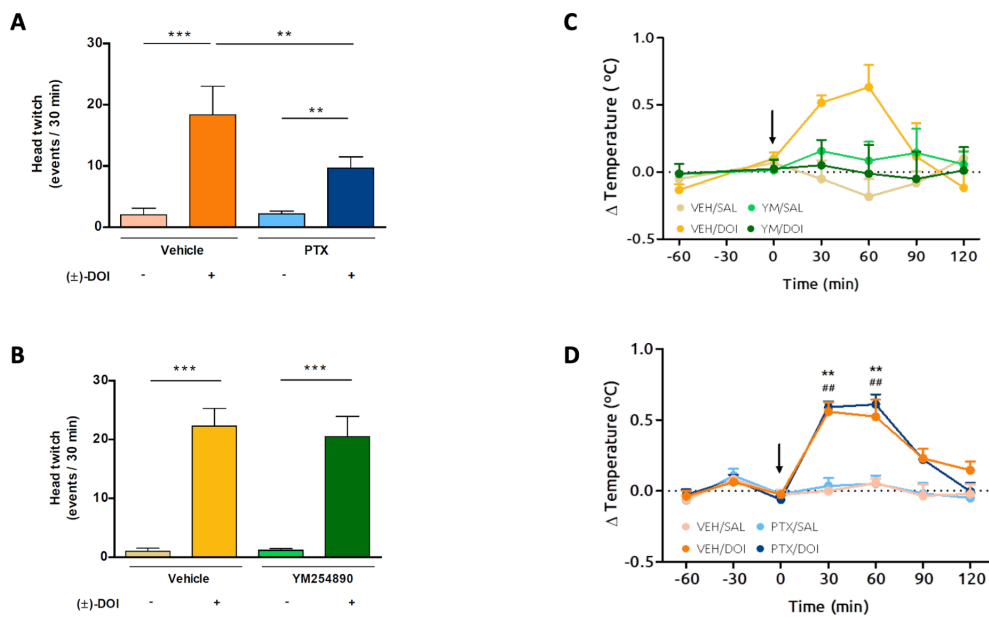 A
Head twitch
(events / 30 min)
30
20
10
0
***
**
**
Vehicle
PTX
(±)-DOI
-
+
-
+
B
Head twitch
(events / 30 min)
30
20
10
0
***
***
Vehicle
YM254890
(±)-DOI
-
+
-
+
C
Δ Temperature ( ºC)
1.0
0.5
0.0
-0.5
VEH/SAL
YM/SAL
VEH/DOI
YM/DOI
-60
-30
0
30
60
90
120
Time (min)
D
Δ Temperature (ºC)
1.0
0.5
0.0
-0.5
**
##
**
##
VEH/SAL
PTX/SAL
VEH/DOI
PTX/DOI
-60
-30
0
30
60
90
120
Time (min)